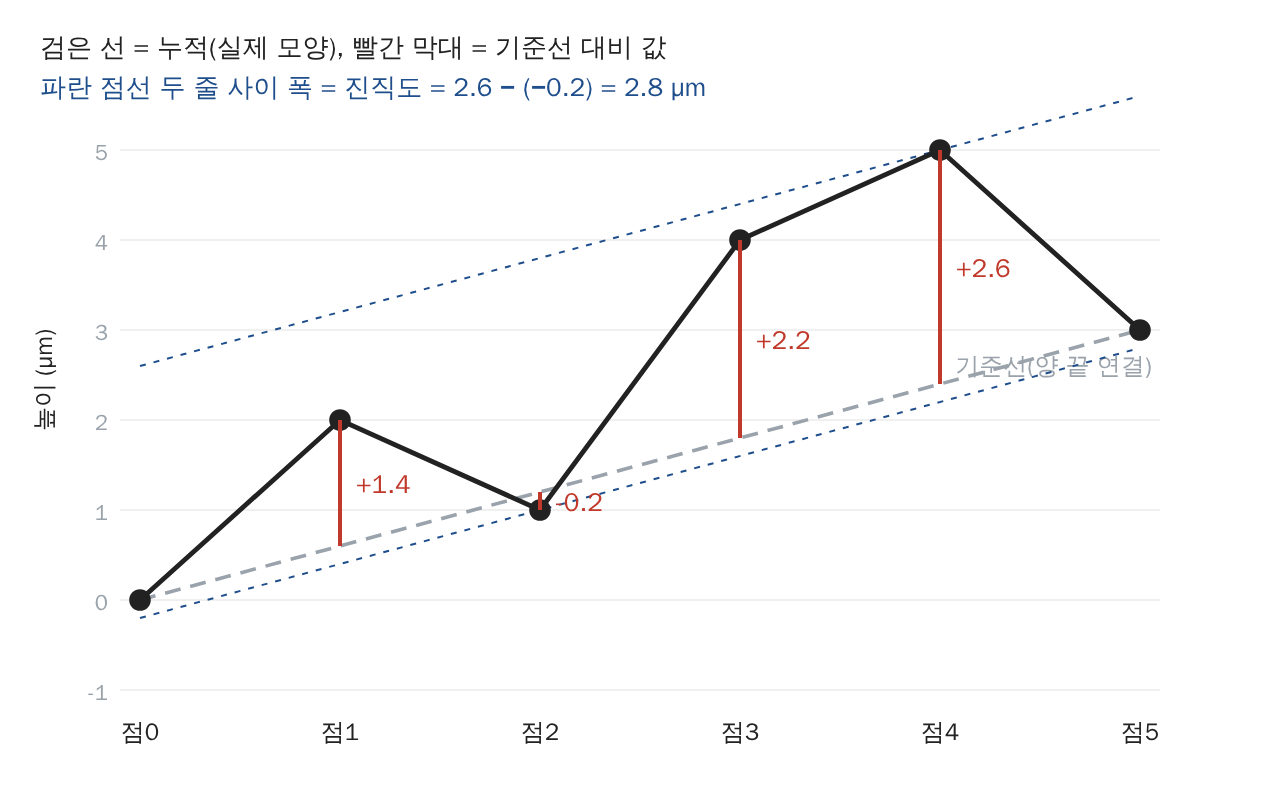 검은 선 = 누적(실제 모양), 빨간 막대 = 기준선 대비 값
파란 점선 두 줄 사이 폭 = 진직도 = 2.6 − (−0.2) = 2.8 µm
5
4
+2.6
높이 (µm)
3
+2.2
기준선(양 끝 연결)
2
+1.4
1
-0.2
0
-1
점0 점1 점2 점3 점4 점5